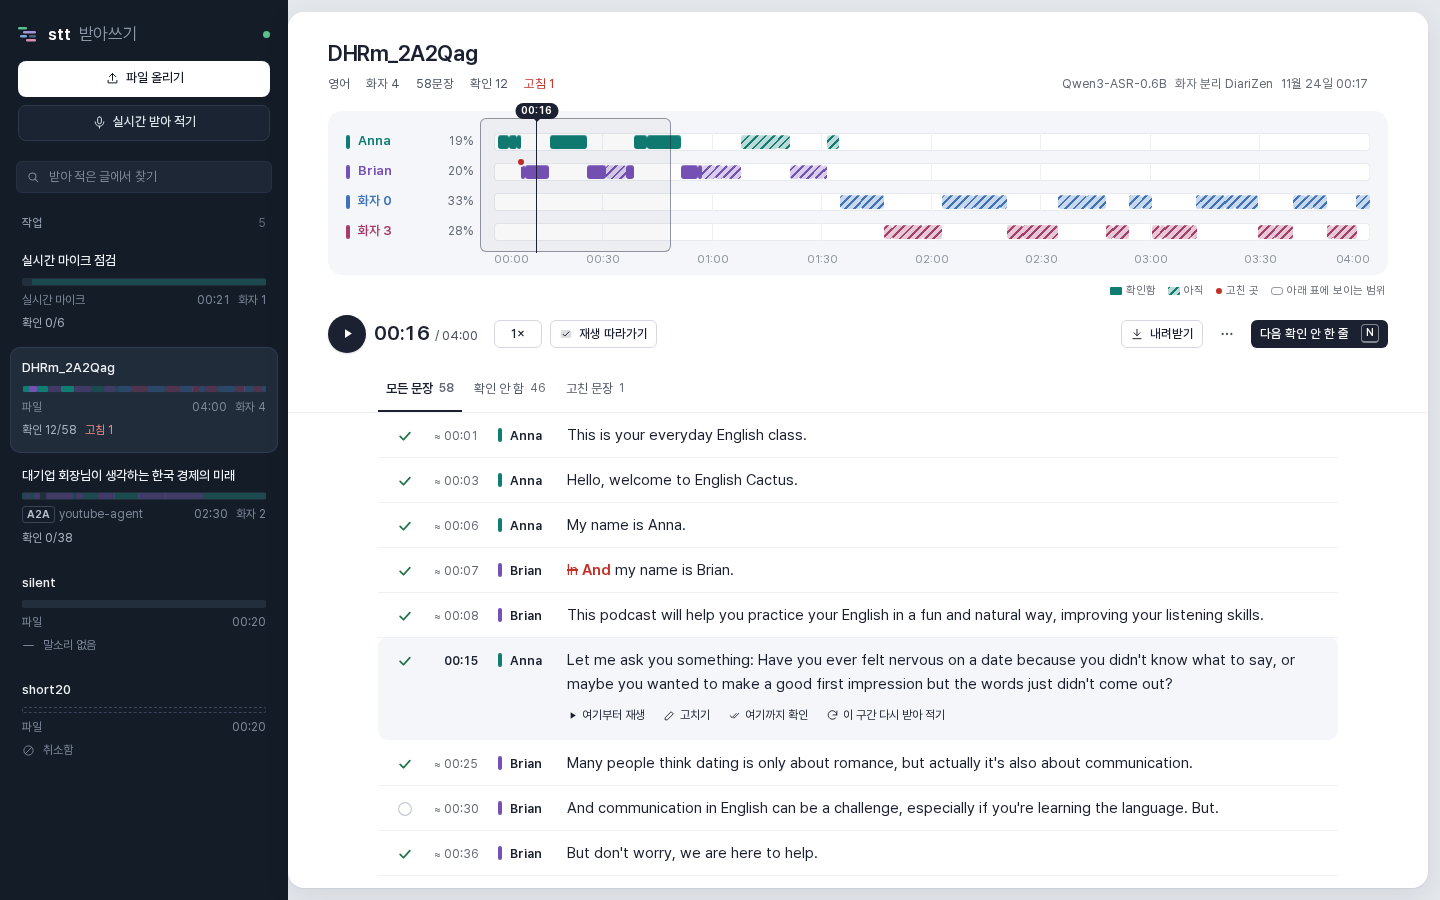 stt 받아쓰기
파일 올리기
실시간 받아 적기
받아 적은 글에서 찾기
작업 5
실시간 마이크 점검
실시간 마이크 00:21 화자 1
확인 0/6
DHRm_2A2Qag
파일 04:00 화자 4
확인 12/58 고침 1
대기업 회장님이 생각하는 한국 경제의 미래
A2A youtube-agent 02:30 화자 2
확인 0/38
silent
파일 00:20
— 말소리 없음
short20
파일 00:20
취소함
DHRm_2A2Qag
영어 화자 4 58문장 확인 12 고침 1
Qwen3-ASR-0.6B 화자 분리 DiariZen 11월 24일 00:17
00:16
Anna 19%
Brian 20%
화자 0 33%
화자 3 28%
00:00 00:30 01:00 01:30 02:00 02:30 03:00 03:30 04:00
확인함 아직 고친 곳 아래 표에 보이는 범위
00:16 / 04:00 1× 재생 따라가기
내려받기 ··· 다음 확인 안 한 줄 N
모든 문장 58 확인 안 함 46 고친 문장 1
≈ 00:01 Anna This is your everyday English class.
≈ 00:03 Anna Hello, welcome to English Cactus.
≈ 00:06 Anna My name is Anna.
≈ 00:07 Brian In And my name is Brian.
≈ 00:08 Brian This podcast will help you practice your English in a fun and natural way, improving your listening skills.
00:15 Anna Let me ask you something: Have you ever felt nervous on a date because you didn't know what to say, or
maybe you wanted to make a good first impression but the words just didn't come out?
여기부터 재생 고치기 여기까지 확인 이 구간 다시 받아 적기
≈ 00:25 Brian Many people think dating is only about romance, but actually it's also about communication.
≈ 00:30 Brian And communication in English can be a challenge, especially if you're learning the language. But.
≈ 00:36 Brian But don't worry, we are here to help.